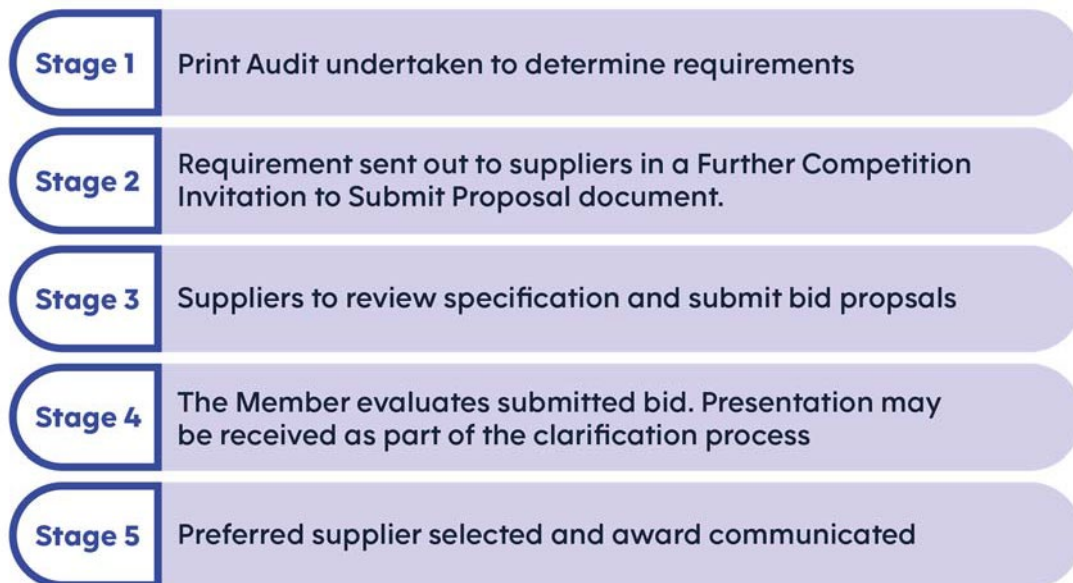 Stage 1
Print Audit undertaken to determine requirements
Stage 2
Requirement sent out to suppliers in a Further Competition
Invitation to Submit Proposal document.
Stage 3
Suppliers to review specification and submit bid propsals
Stage 4
The Member evaluates submitted bid. Presentation may
be received as part of the clarification process
Stage 5
Preferred supplier selected and award communicated